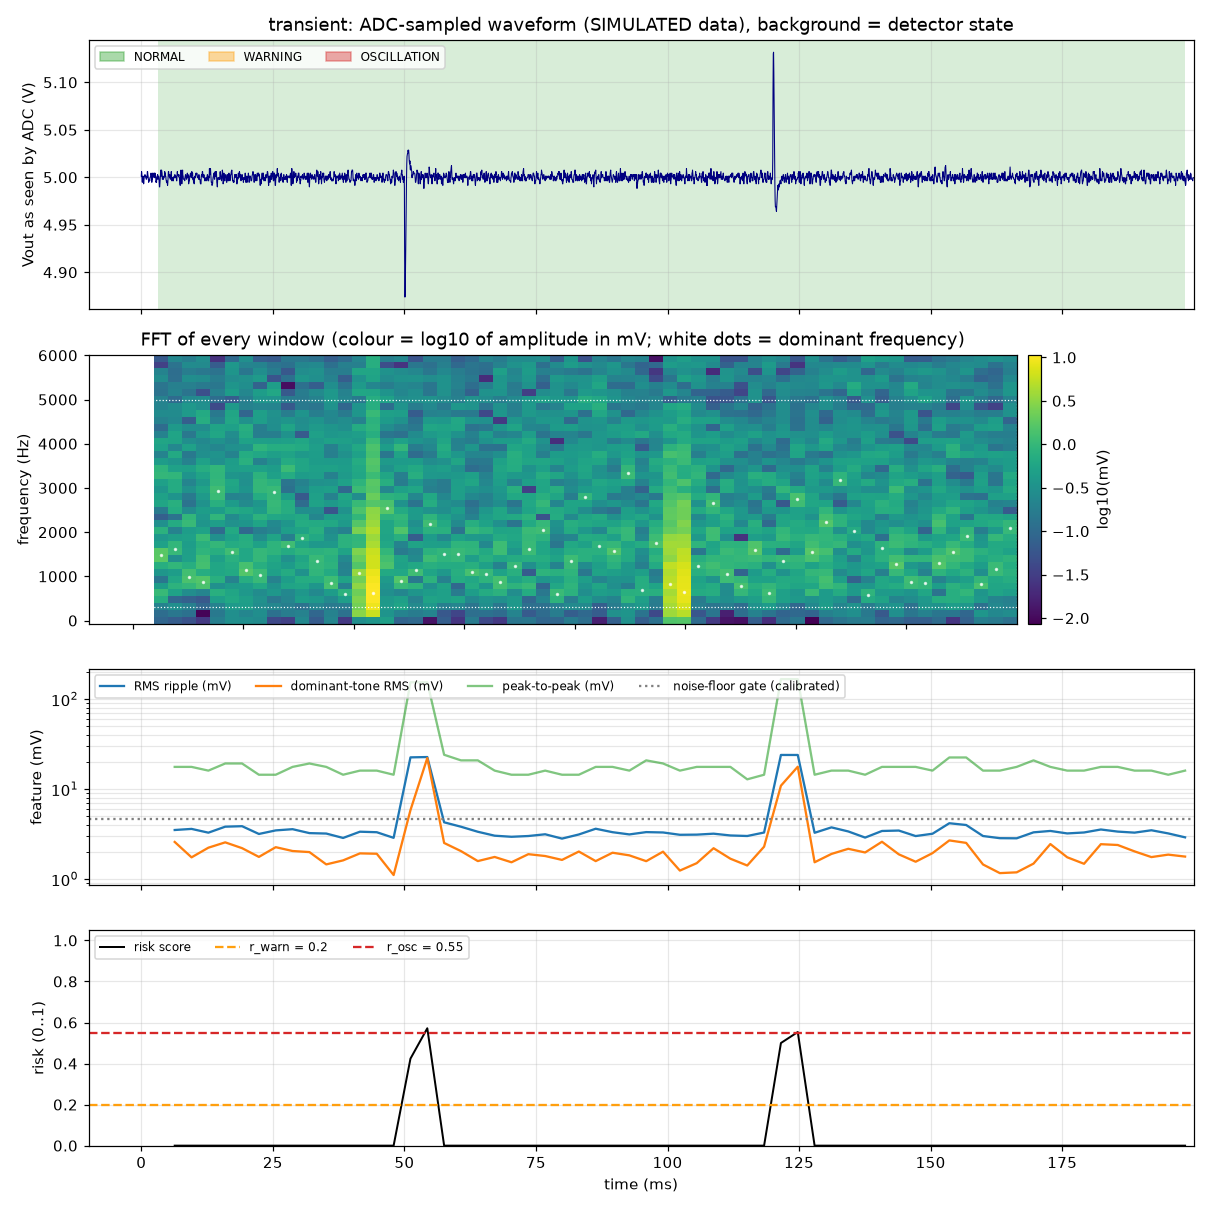 transient: ADC-sampled waveform (SIMULATED data), background = detector state
NORMAL WARNING OSCILLATION
Vout as seen by ADC (V)
5.10
5.05
5.00
4.95
4.90
FFT of every window (colour = log10 of amplitude in mV; white dots = dominant frequency)
frequency (Hz)
6000
5000
4000
3000
2000
1000
0
1.0
0.5
0.0
−0.5
−1.0
−1.5
−2.0
log10(mV)
RMS ripple (mV) dominant-tone RMS (mV) peak-to-peak (mV) noise-floor gate (calibrated)
feature (mV)
10²
10¹
10⁰
risk score r_warn = 0.2 r_osc = 0.55
risk (0..1)
1.0
0.8
0.6
0.4
0.2
0.0
0 25 50 75 100 125 150 175
time (ms)